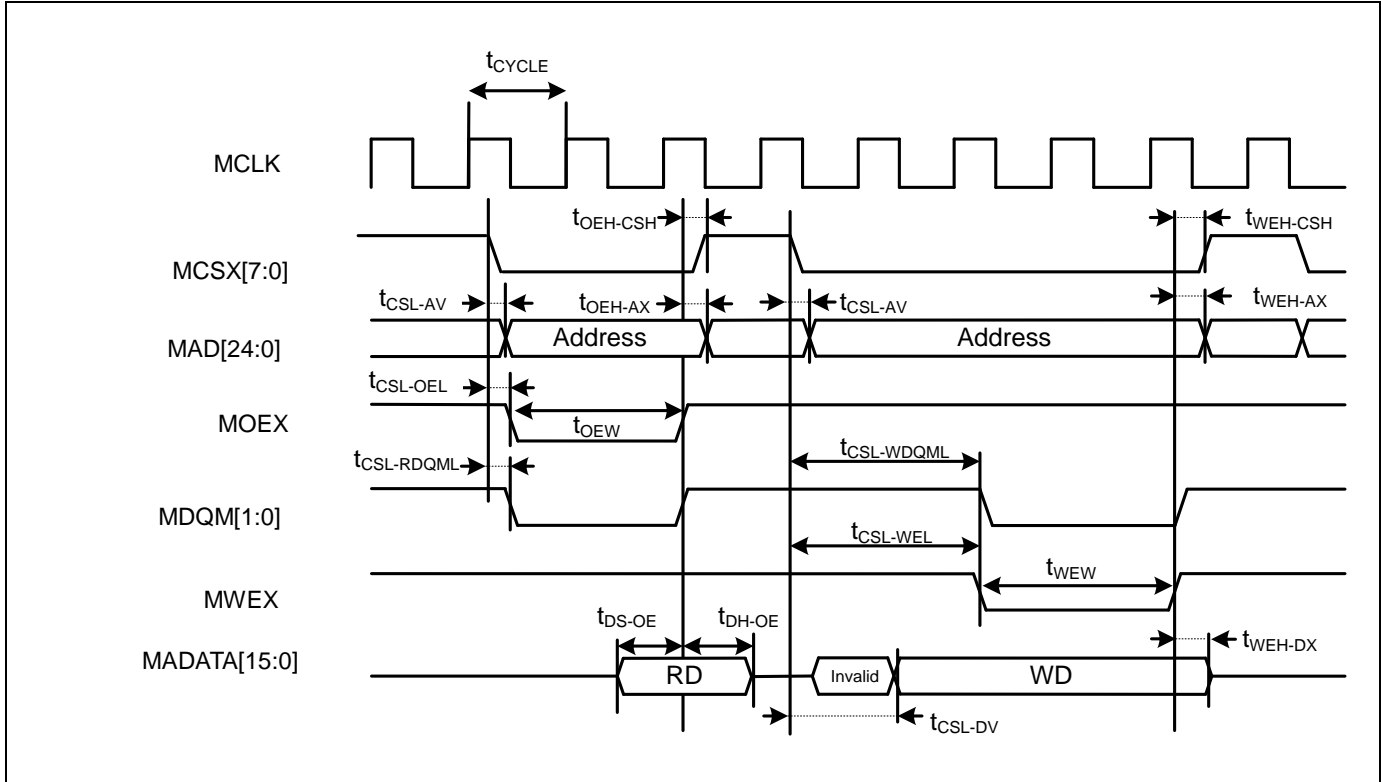 tCYCLE
MCLK
tOEH-CSH
tWEH-CSH
MCSX[7:0]
tCSL-AV
tOEH-AX
tCSL-AV
tWEH-AX
MAD[24:0]
Address
Address
tCSL-OEL
MOEX
tOEW
tCSL-RDQML
tCSL-WDQML
MDQM[1:0]
tCSL-WEL
tWEW
MWEX
tDS-OE
tDH-OE
tWEH-DX
MADATA[15:0]
RD
Invalid
WD
tCSL-DV